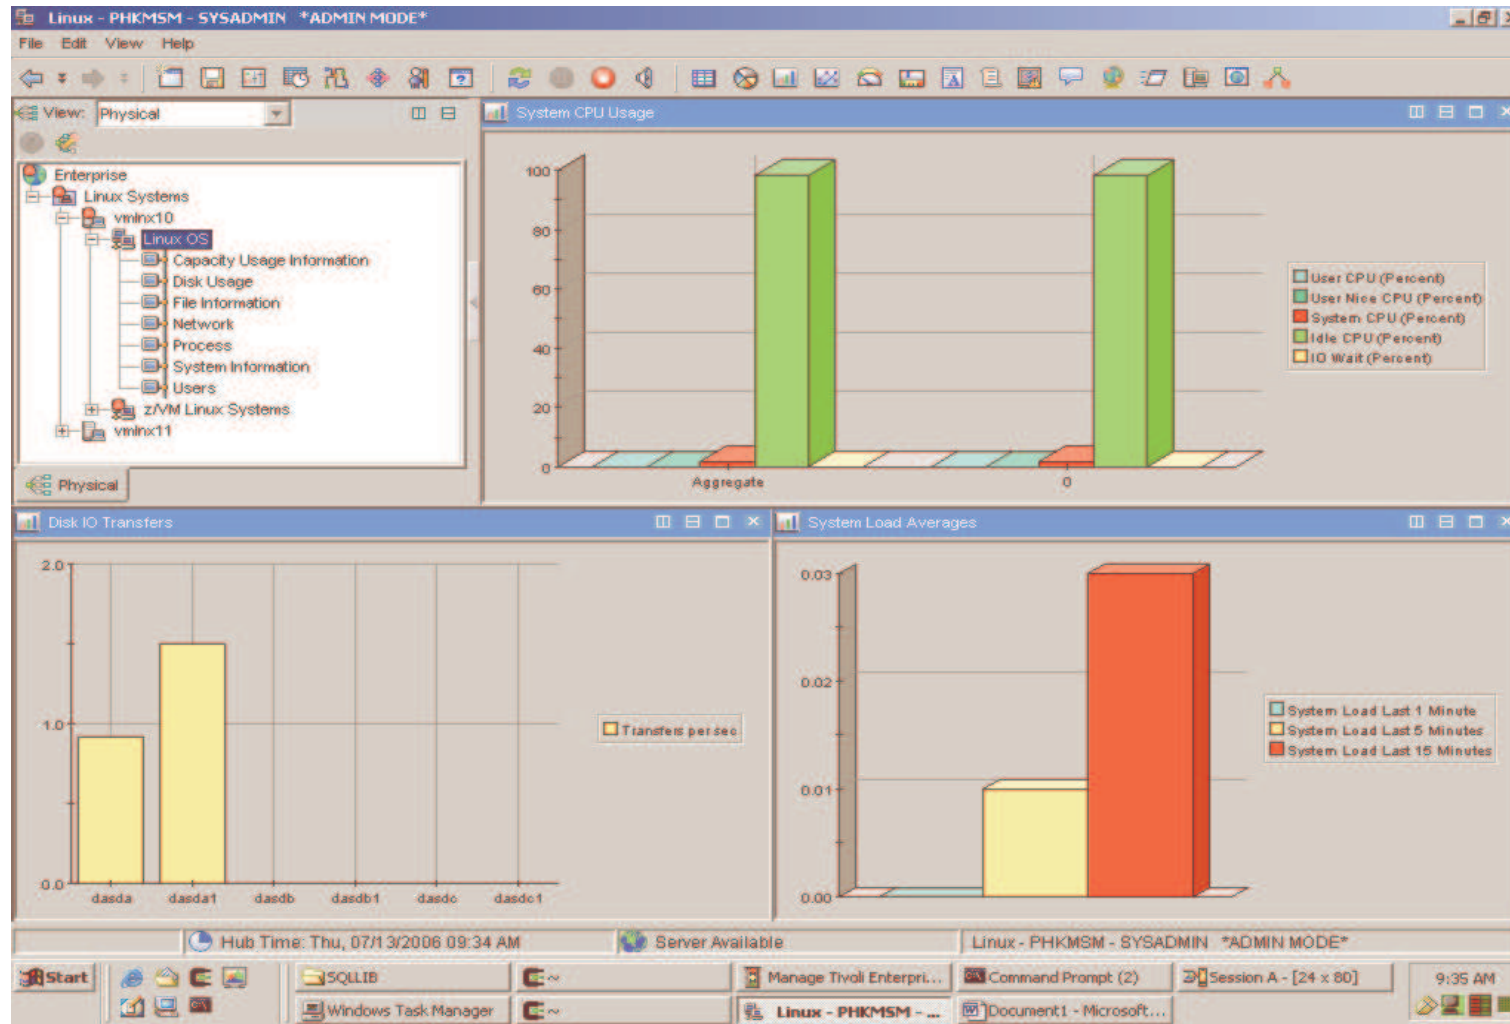 Linux - PHKMSM - SYSADMIN *ADMIN MODE*
File Edit View Help
View: Physical
Enterprise
Linux Systems
vmlnx10
Linux OS
Capacity Usage Information
Disk Usage
File Information
Network
Process
System Information
Users
z/VM Linux Systems
vmlnx11
Physical
System CPU Usage
100
80
60
40
20
0
Aggregate
0
User CPU (Percent)
User Nice CPU (Percent)
System CPU (Percent)
Idle CPU (Percent)
IO Wait (Percent)
Disk IO Transfers
2.0
1.0
0.0
dasda dasda1 dasdb dasdb1 dasdc dasdc1
Transfers per sec
System Load Averages
0.03
0.02
0.01
0.00
System Load Last 1 Minute
System Load Last 5 Minutes
System Load Last 15 Minutes
Hub Time: Thu, 07/13/2006 09:34 AM
Server Available
Linux - PHKMSM - SYSADMIN *ADMIN MODE*
Start
SQLLIB
~
Manage Tivoli Enterpri...
Command Prompt (2)
Session A - [24 x 80]
9:35 AM
Windows Task Manager
~
Linux - PHKMSM - ...
Document1 - Microsoft...